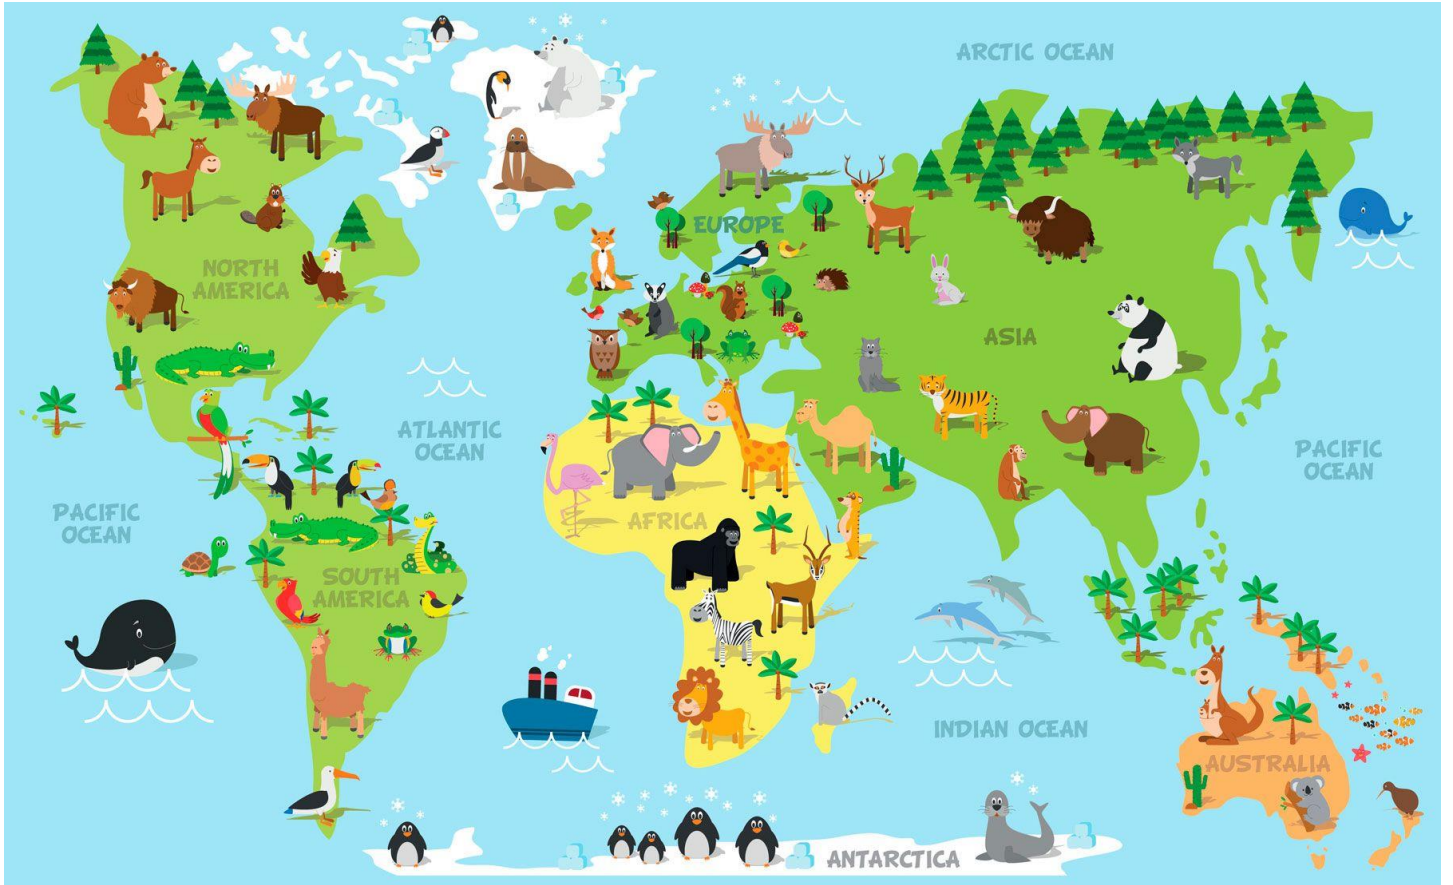 ARCTIC OCEAN
EUROPE
NORTH
AMERICA
ASIA
ATLANTIC
OCEAN
PACIFIC
OCEAN
PACIFIC
OCEAN
AFRICA
SOUTH
AMERICA
INDIAN OCEAN
AUSTRALIA
ANTARCTICA